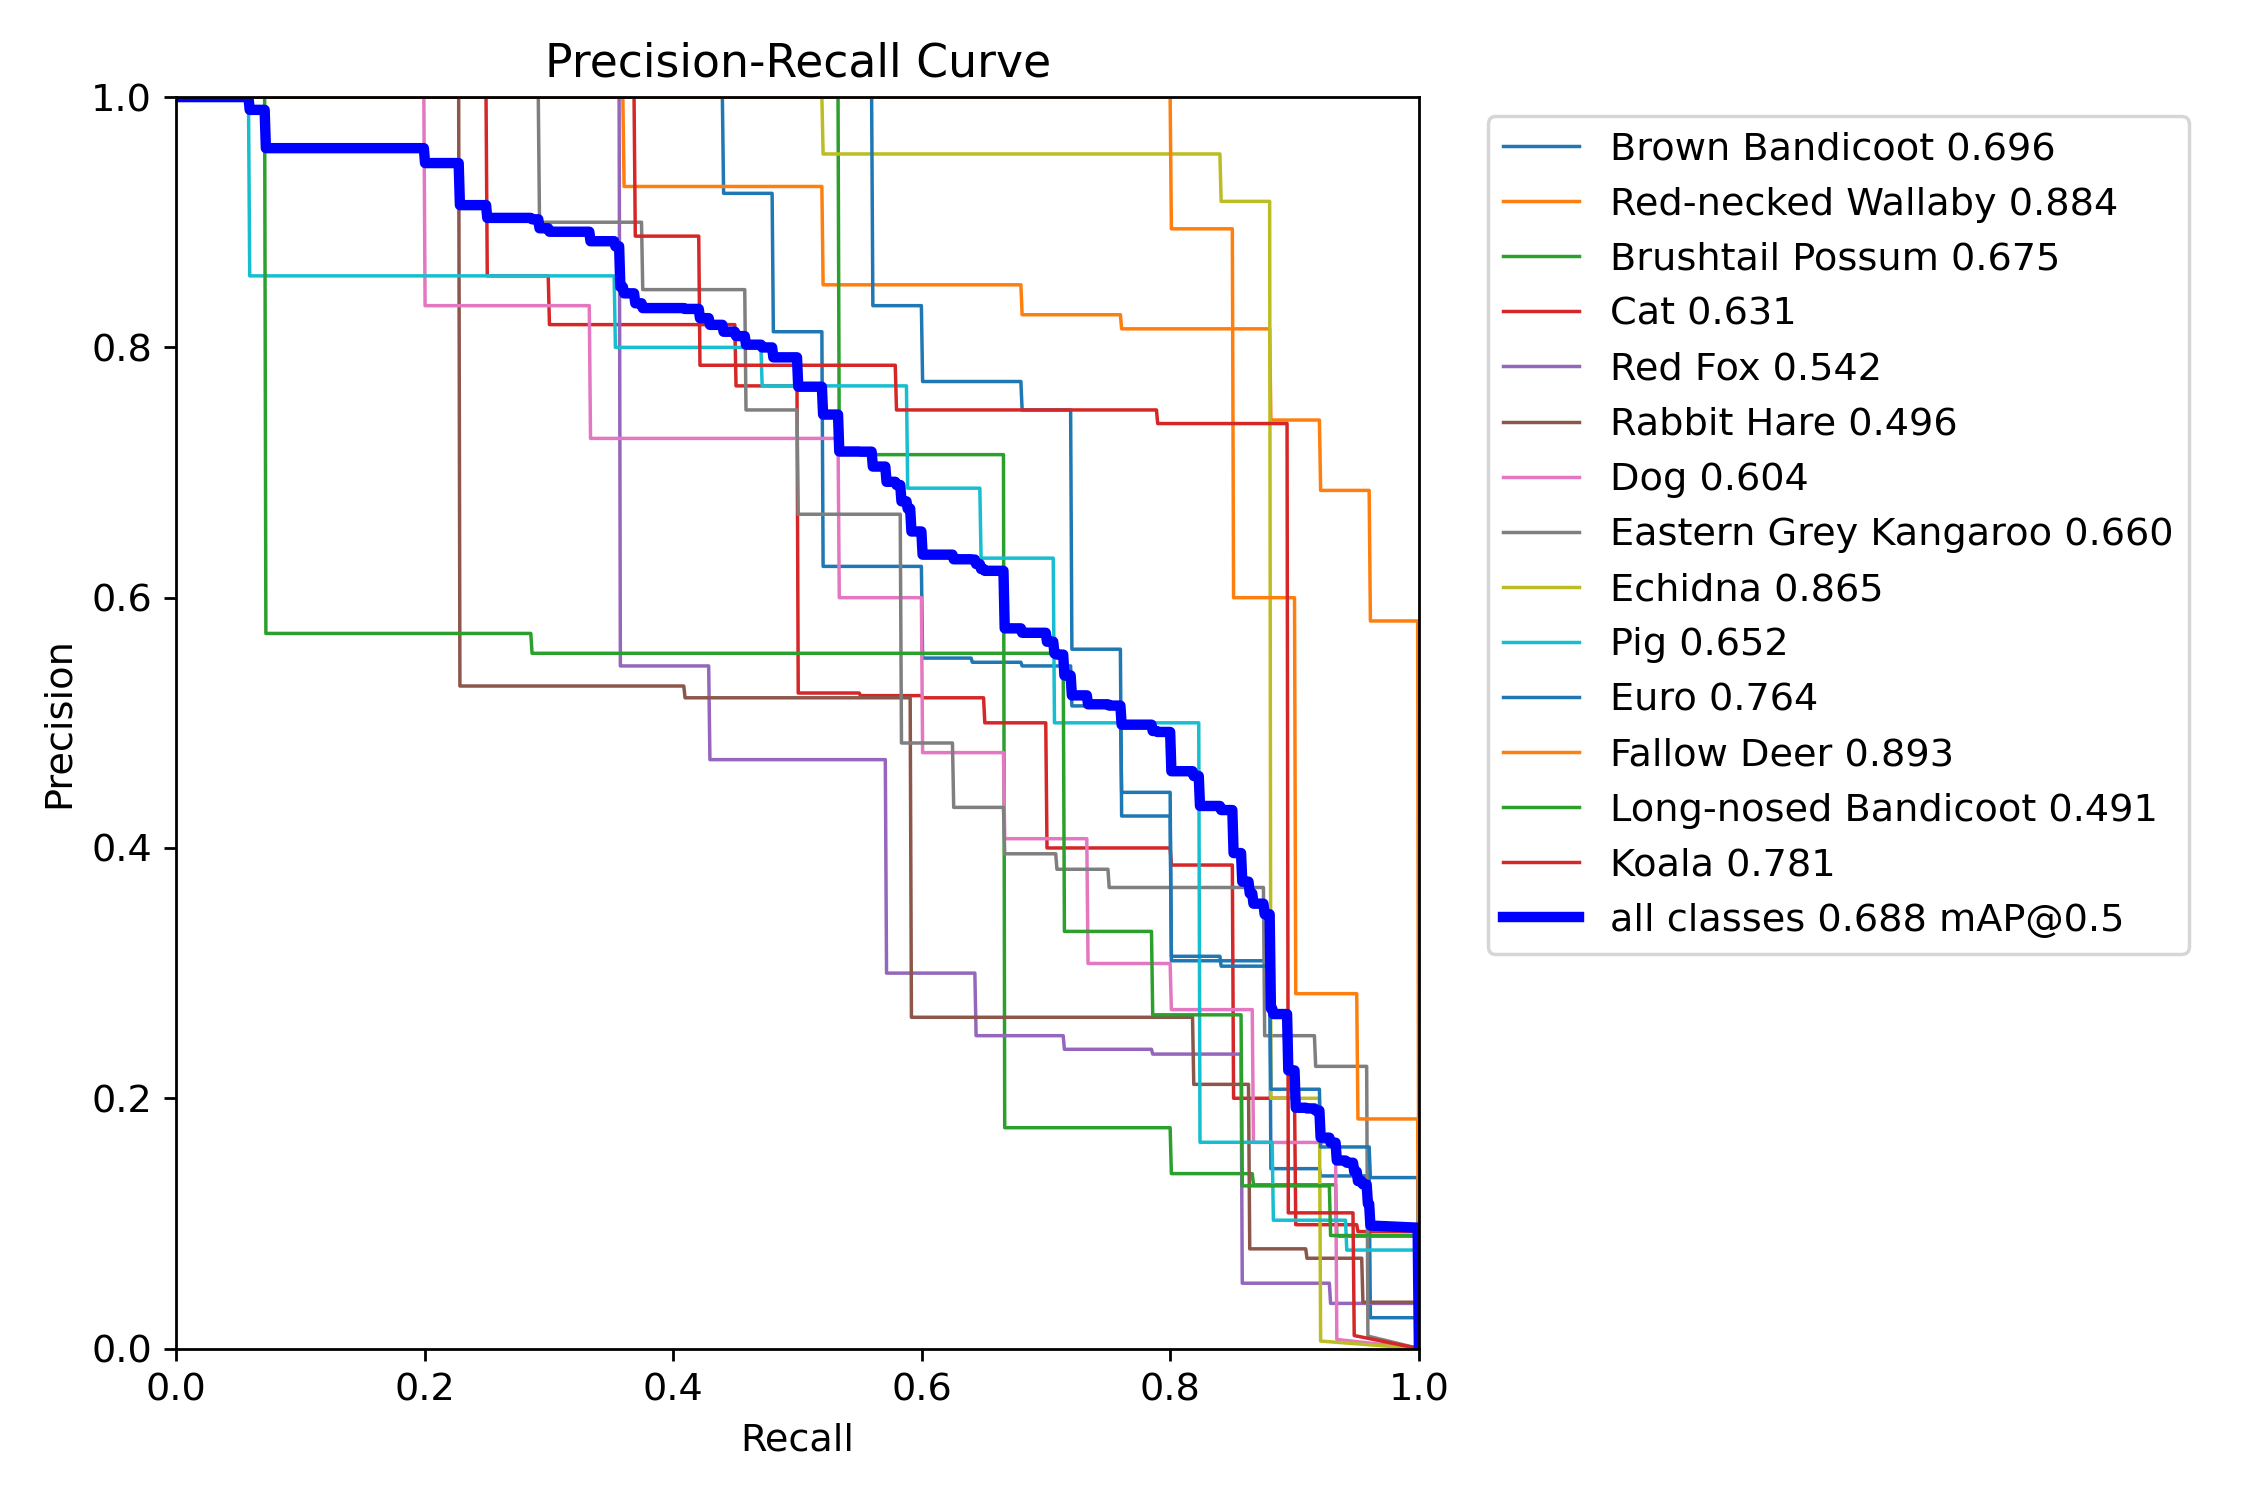 Precision-Recall Curve
1.0
0.8
0.6
0.4
0.2
0.0
Precision
0.0 0.2 0.4 0.6 0.8 1.0
Recall
Brown Bandicoot 0.696
Red-necked Wallaby 0.884
Brushtail Possum 0.675
Cat 0.631
Red Fox 0.542
Rabbit Hare 0.496
Dog 0.604
Eastern Grey Kangaroo 0.660
Echidna 0.865
Pig 0.652
Euro 0.764
Fallow Deer 0.893
Long-nosed Bandicoot 0.491
Koala 0.781
all classes 0.688 mAP@0.5